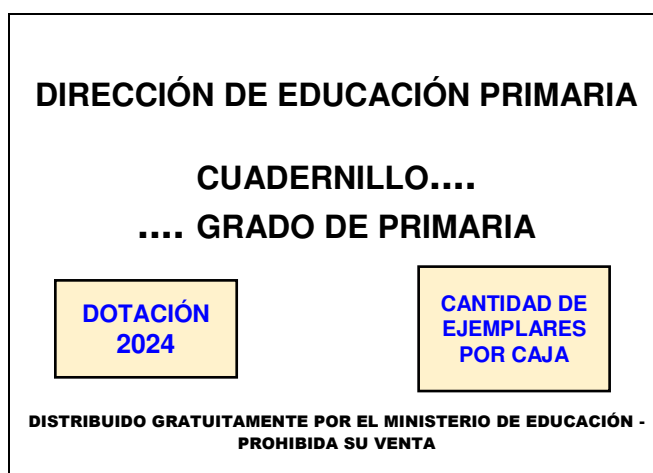 DIRECCIÓN DE EDUCACIÓN PRIMARIA
CUADERNILLO....
.... GRADO DE PRIMARIA
DOTACIÓN
2024
CANTIDAD DE
EJEMPLARES
POR CAJA
DISTRIBUIDO GRATUITAMENTE POR EL MINISTERIO DE EDUCACIÓN -
PROHIBIDA SU VENTA